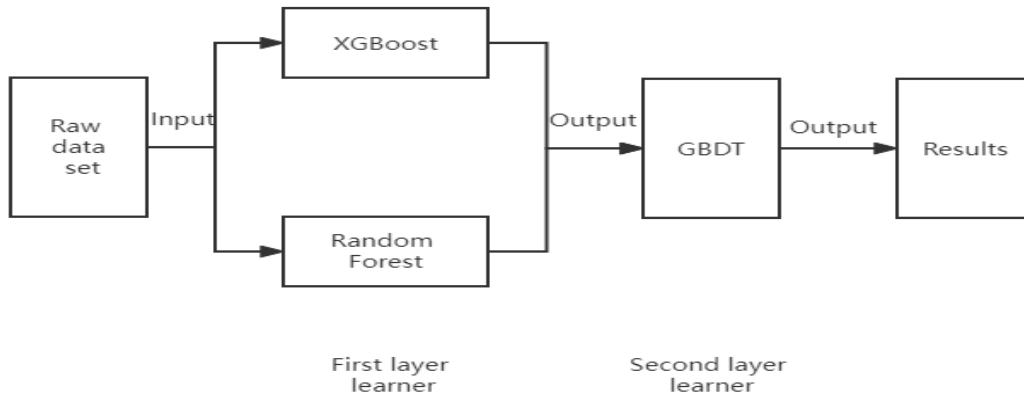 XGBoost
Raw
data
set
Input
Output
GBDT
Output
Results
Random
Forest
First layer
learner
Second layer
learner